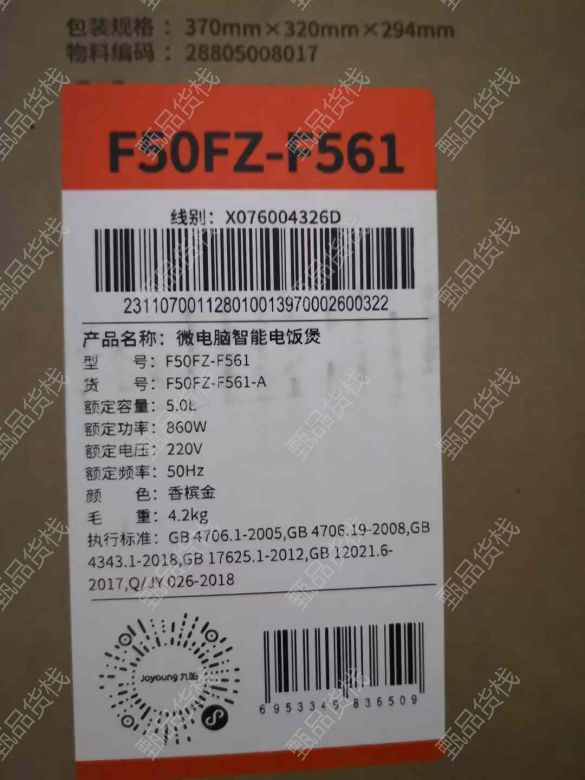 包装规格：370mm×320mm×294mm
物料编码：28805008017
F50FZ-F561
线别：X076004326D
231107001128010013970002600322
产品名称：微电脑智能电饭煲
型 号：F50FZ-F561
货 号：F50FZ-F561-A
额定容量：5.0L
额定功率：860W
额定电压：220V
额定频率：50Hz
颜 色：香槟金
毛 重：4.2kg
执行标准：GB 4706.1-2005,GB 4706.19-2008,GB
4343.1-2018,GB 17625.1-2012,GB 12021.6-
2017,Q/JY 026-2018
Joyoung 九阳
6953340836509
甄品货栈